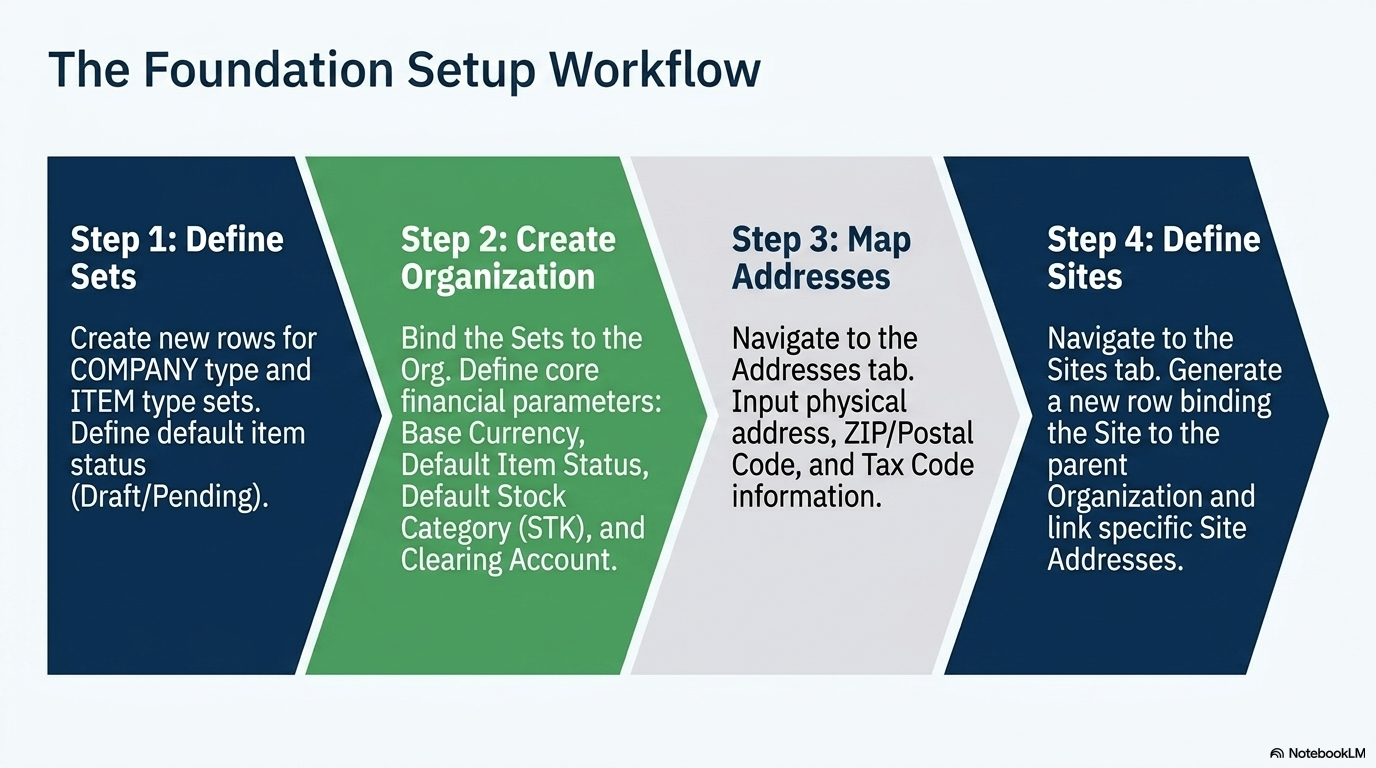 The Foundation Setup Workflow
Step 1: Define
Sets
Create new rows for
COMPANY type and
ITEM type sets.
Define default item
status
(Draft/Pending).
Step 2: Create
Organization
Bind the Sets to the
Org. Define core
financial parameters:
Base Currency,
Default Item Status,
Default Stock
Category (STK), and
Clearing Account.
Step 3: Map
Addresses
Navigate to the
Addresses tab.
Input physical
address, ZIP/Postal
Code, and Tax Code
information.
Step 4: Define
Sites
Navigate to the
Sites tab. Generate
a new row binding
the Site to the
parent
Organization and
link specific Site
Addresses.
NotebookLM